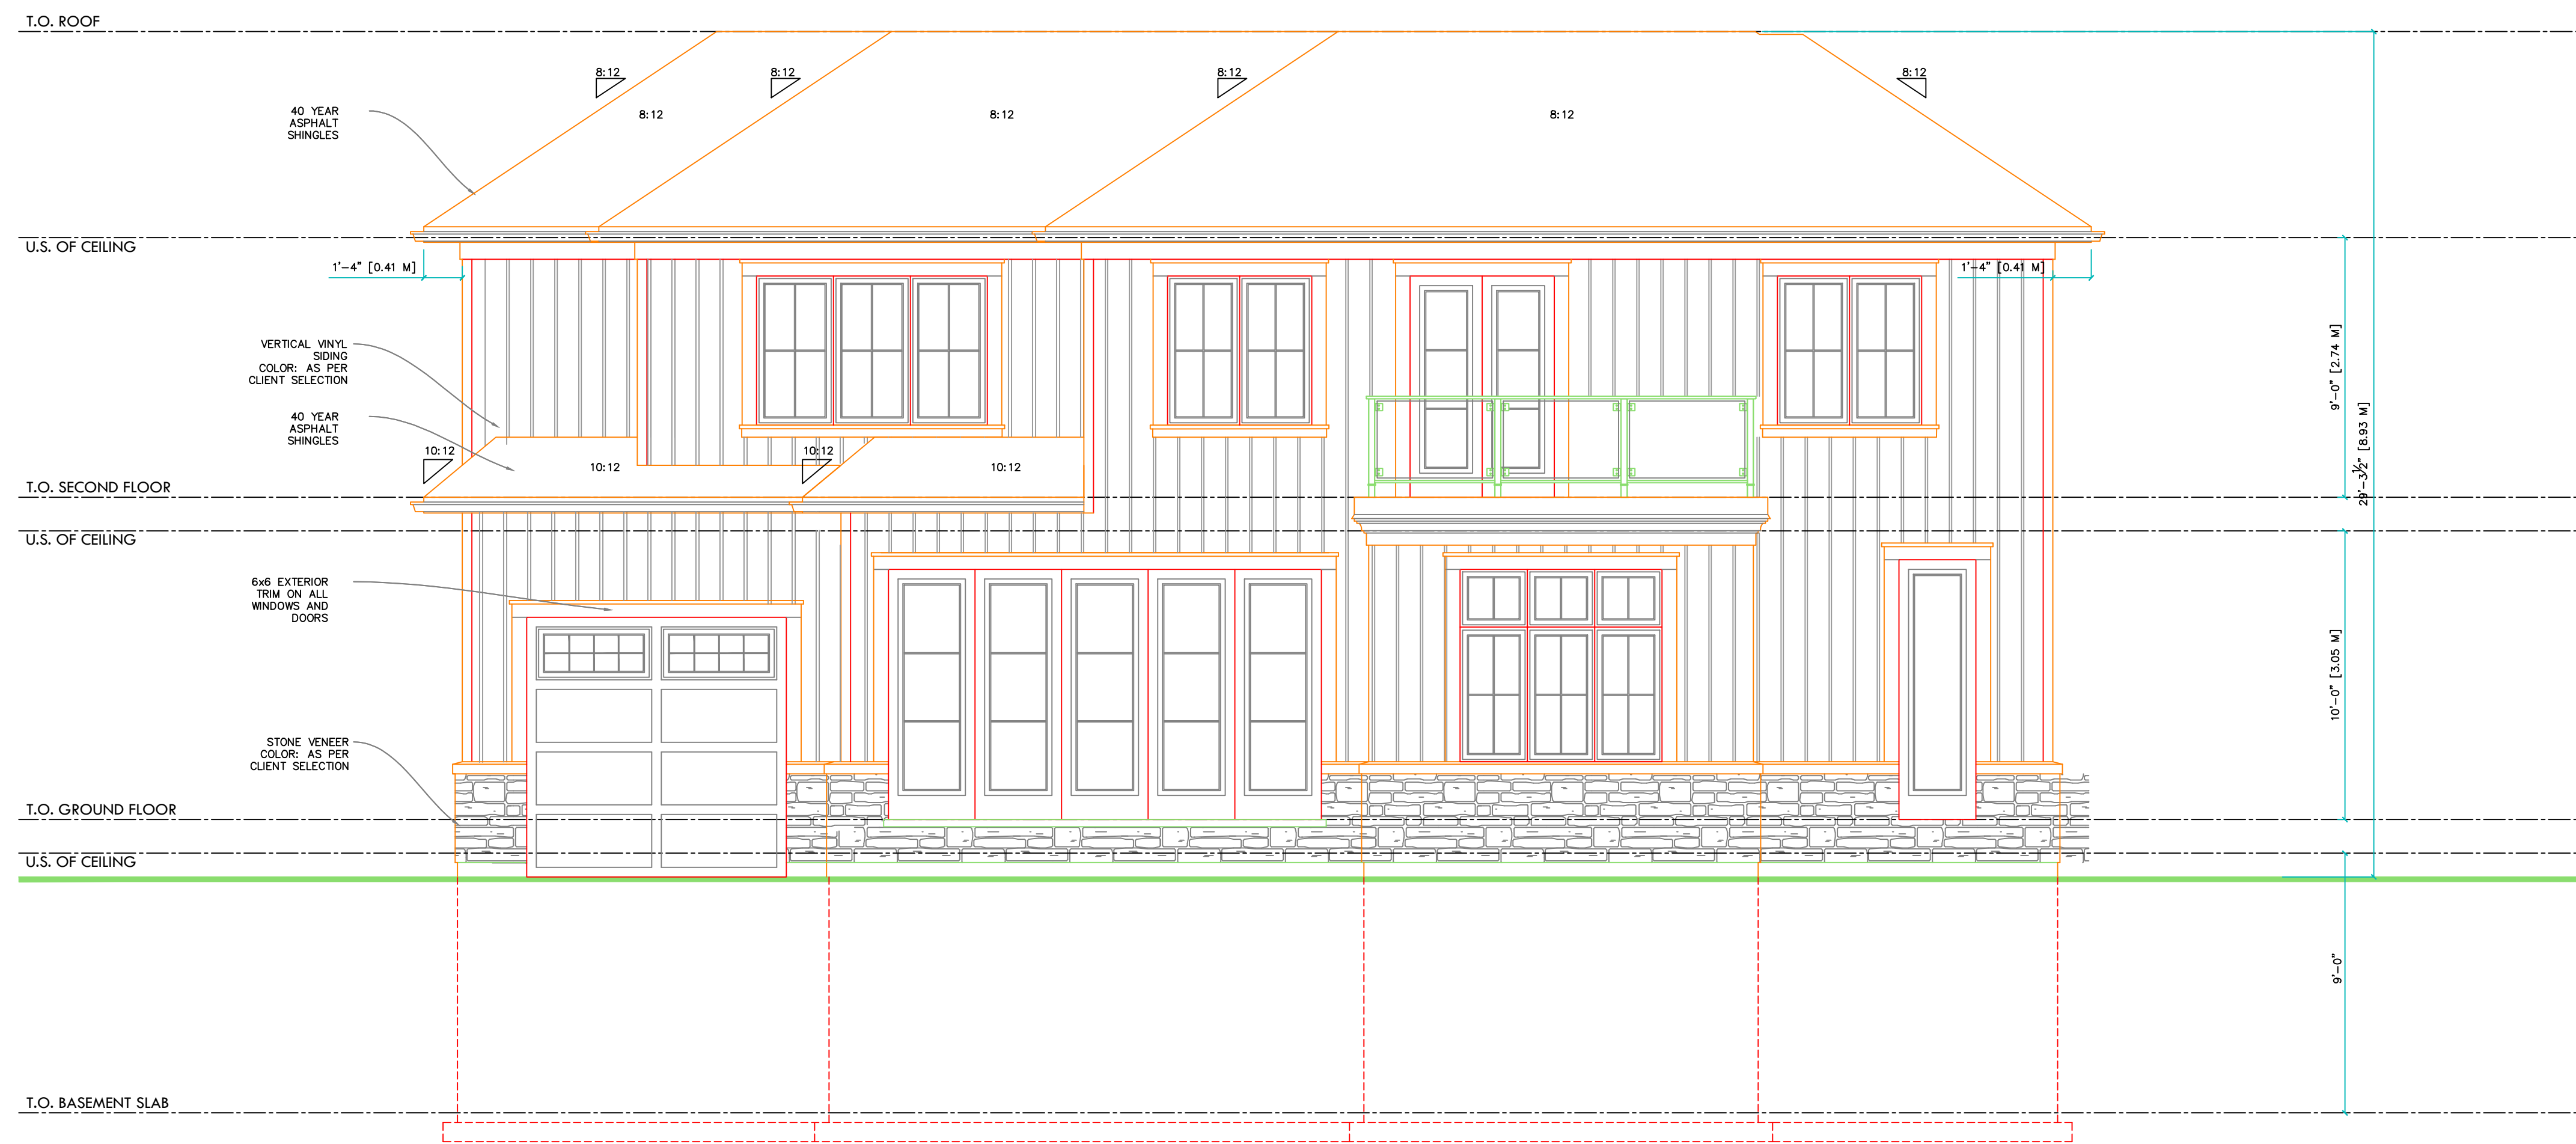 T.O. ROOF
8:12
8:12
8:12
8:12
40 YEAR
ASPHALT
SHINGLES
8:12
8:12
8:12
U.S. OF CEILING
1'-4" [0.41 M]
1'-4" [0.41 M]
VERTICAL VINYL
SIDING
COLOR: AS PER
CLIENT SELECTION
9'-0" [2.74 M]
40 YEAR
ASPHALT
SHINGLES
10:12
10:12
10:12
10:12
29'-3½" [8.93 M]
T.O. SECOND FLOOR
U.S. OF CEILING
6x6 EXTERIOR
TRIM ON ALL
WINDOWS AND
DOORS
10'-0" [3.05 M]
STONE VENEER
COLOR: AS PER
CLIENT SELECTION
T.O. GROUND FLOOR
U.S. OF CEILING
9'-0"
T.O. BASEMENT SLAB